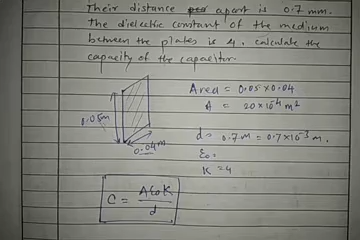 Their distance apart is 0.7 mm.
The dielectic constant of the medium
between the plates is 4. calculate the
capacity of the capacitor.
Area = 0.05 × 0.04
A = 20×10⁻⁴ m²
0.05m
0.04m
d = 0.7 m = 0.7×10⁻³ m.
ε₀ =
K = 4
C = Aε₀K / d